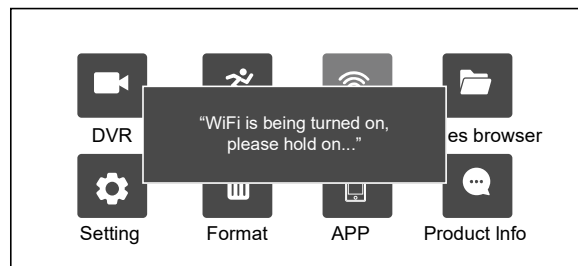 “WiFi is being turned on,
please hold on...”
DVR
es browser
Setting
Format
APP
Product Info